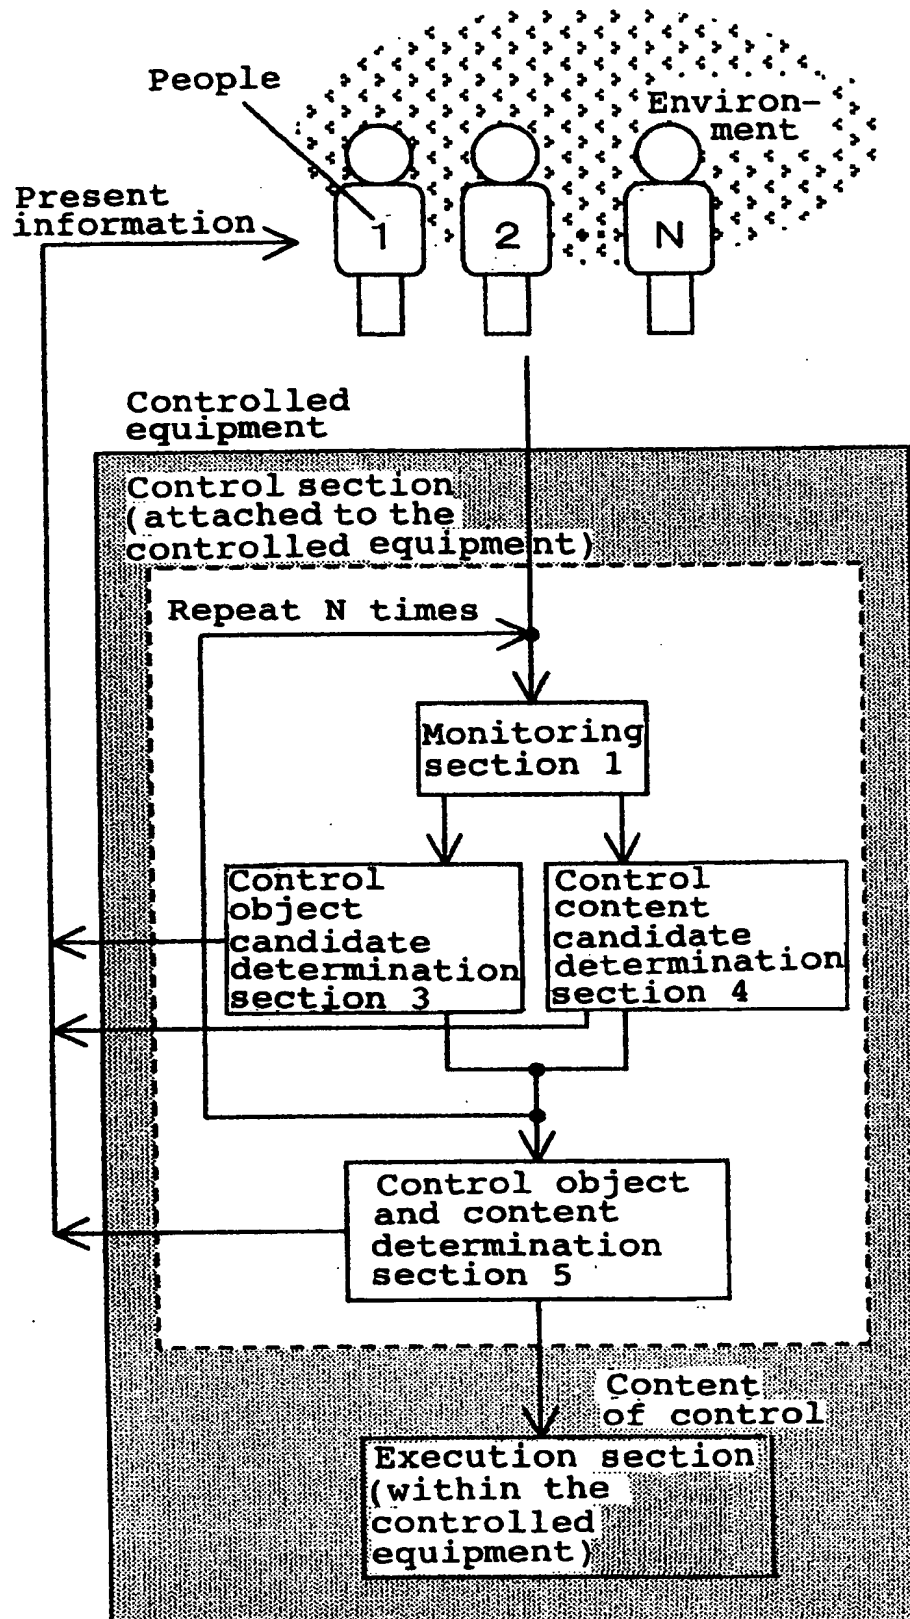 People
Environ-
ment
Present
information
1
2
N
Controlled
equipment
Control section
(attached to the
controlled equipment)
Repeat N times
Monitoring
section 1
Control
object
candidate
determination
section 3
Control
content
candidate
determination
section 4
Control object
and content
determination
section 5
Content
of control
Execution section
(within the
controlled
equipment)